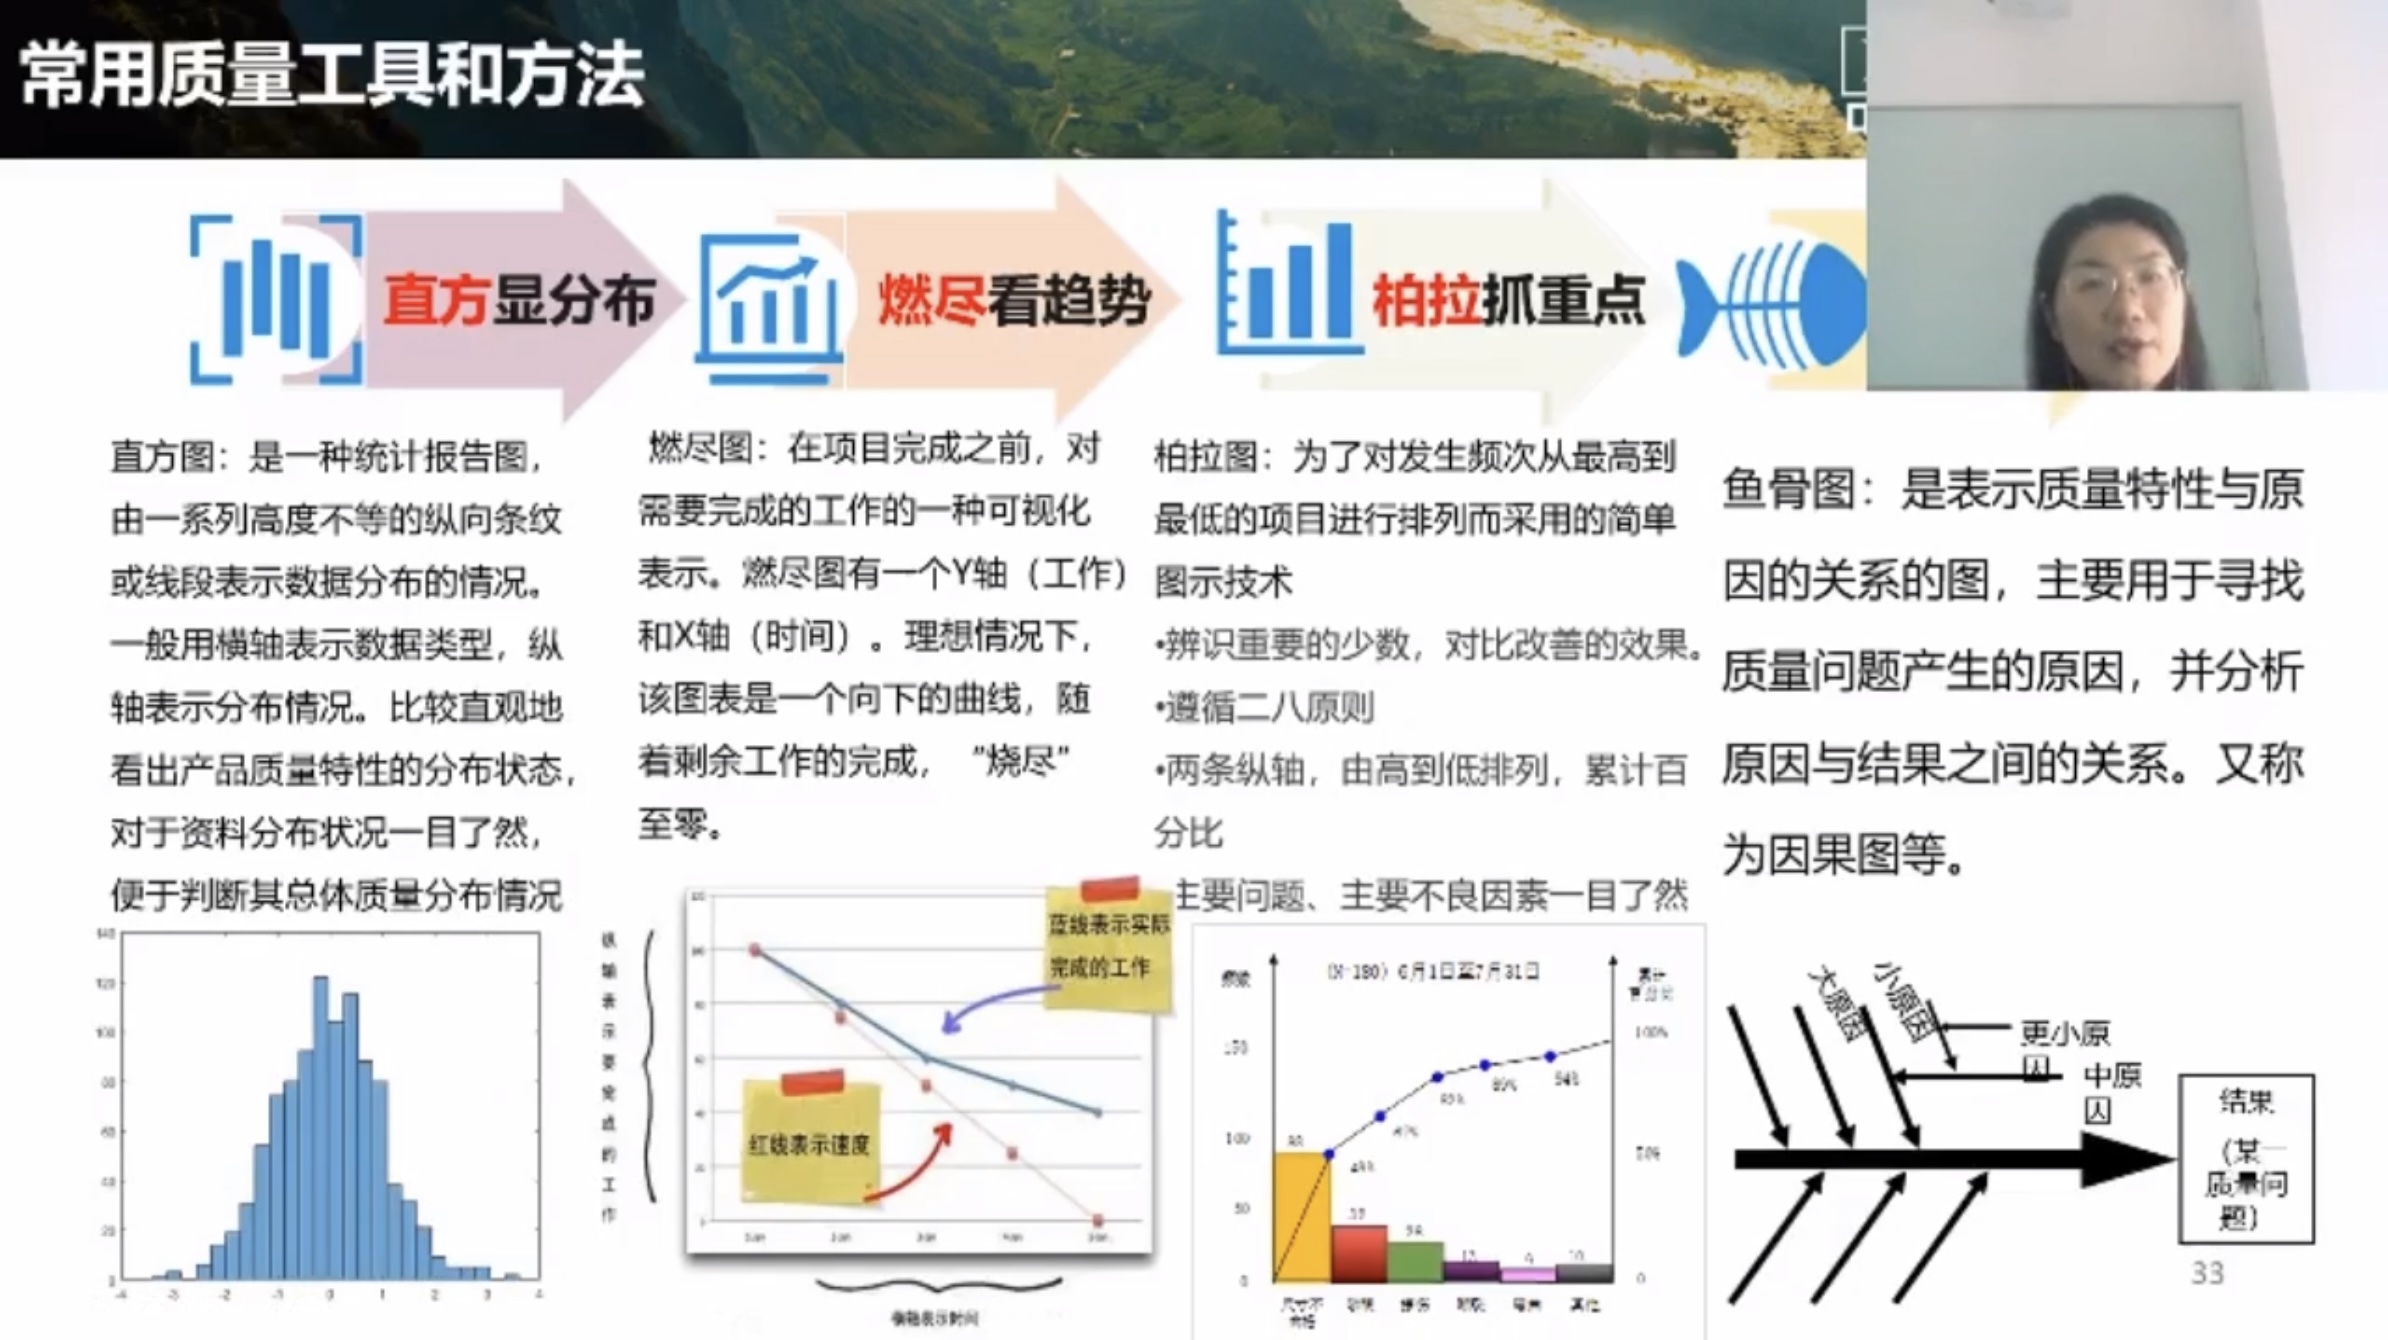 常用质量工具和方法
直方显分布
燃尽看趋势
柏拉抓重点
直方图：是一种统计报告图，
由一系列高度不等的纵向条纹
或线段表示数据分布的情况。
一般用横轴表示数据类型，纵
轴表示分布情况。比较直观地
看出产品质量特性的分布状态，
对于资料分布状况一目了然，
便于判断其总体质量分布情况
燃尽图：在项目完成之前，对
需要完成的工作的一种可视化
表示。燃尽图有一个Y轴（工作）
和X轴（时间）。理想情况下，
该图表是一个向下的曲线，随
着剩余工作的完成，“烧尽”
至零。
柏拉图：为了对发生频次从最高到
最低的项目进行排列而采用的简单
图示技术
•辨识重要的少数，对比改善的效果。
•遵循二八原则
•两条纵轴，由高到低排列，累计百
分比
主要问题、主要不良因素一目了然
鱼骨图：是表示质量特性与原
因的关系的图，主要用于寻找
质量问题产生的原因，并分析
原因与结果之间的关系。又称
为因果图等。
140
120
100
80
60
40
20
0
-4
-3
-2
-1
0
1
2
3
4
纵轴表示要完成的工作
蓝线表示实际
完成的工作
红线表示速度
横轴表示时间
(N=180) 6月1日至7月31日
频数
累计
百分比
150
100
50
0
100%
50%
0
尺寸不
合格
其他
大原因
小原因
更小原
因
中原
因
结果
（某一
质量问
题）
33